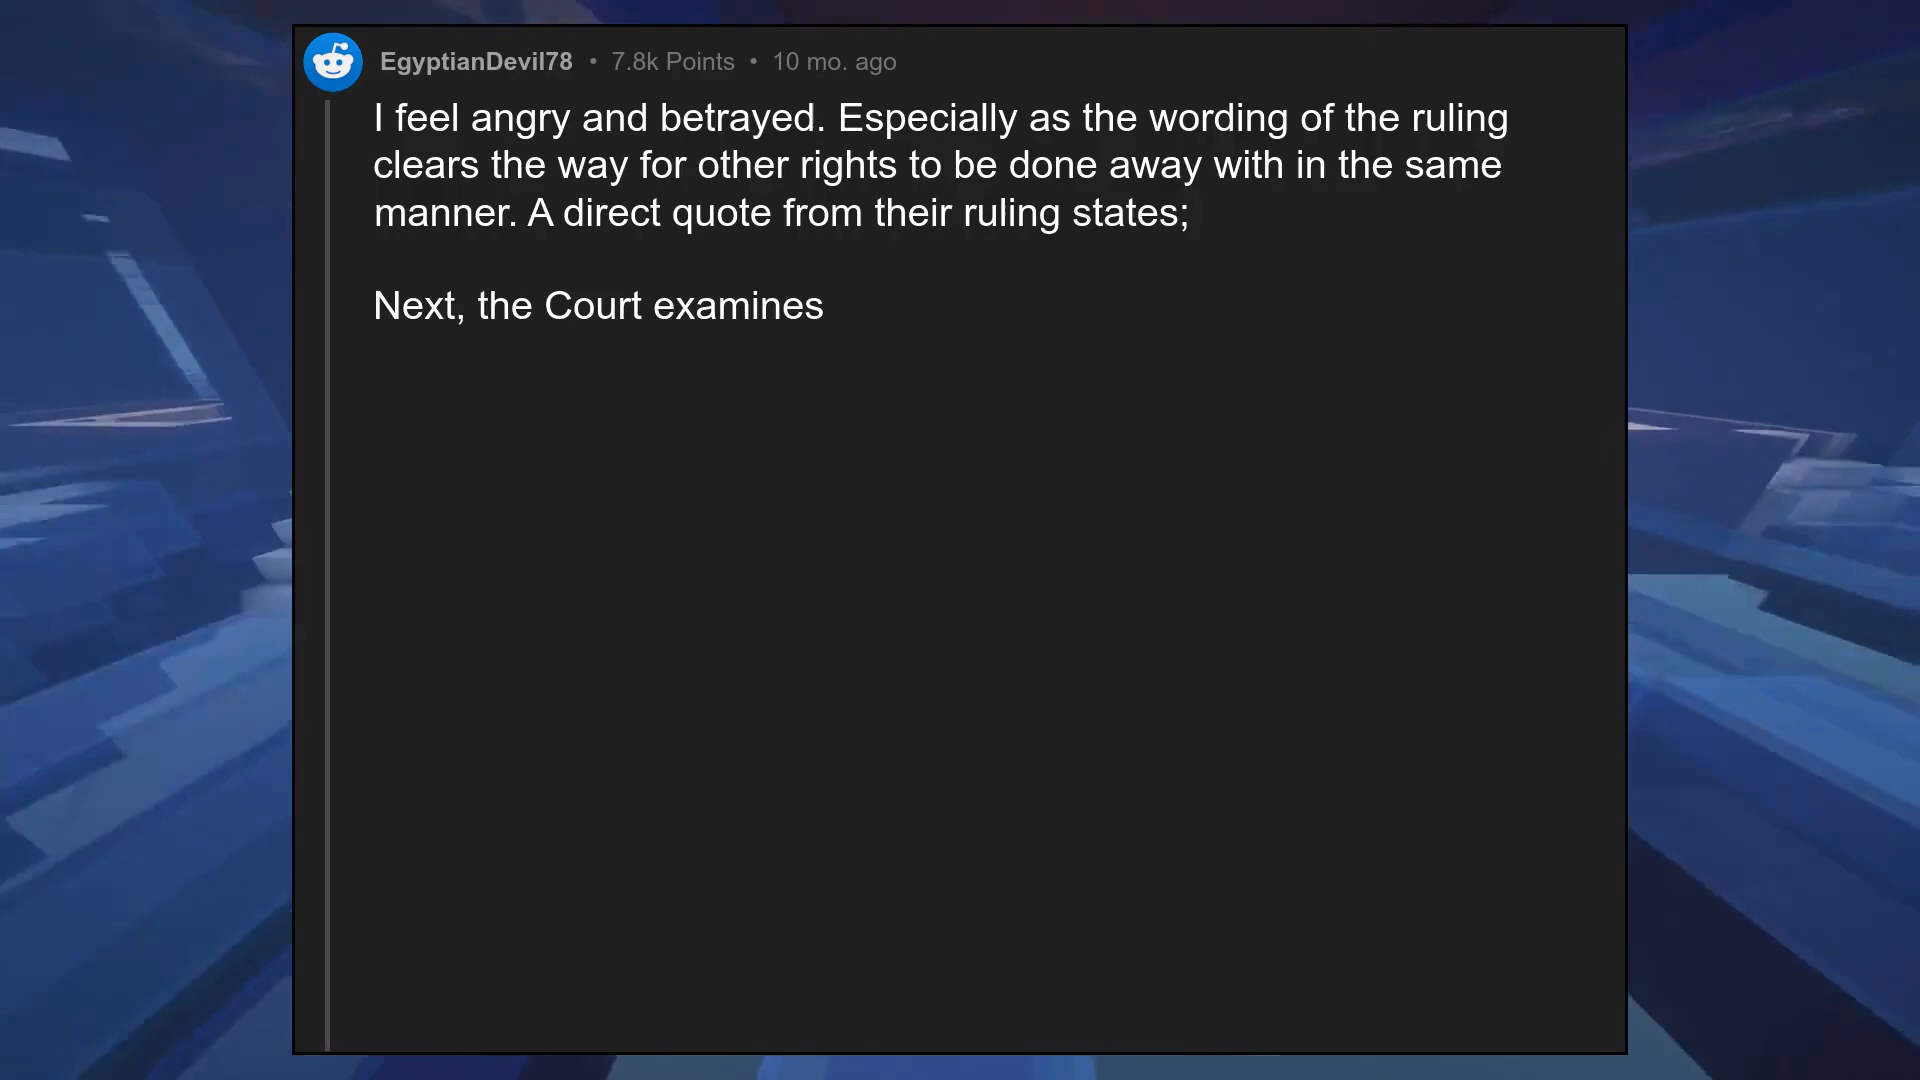 EgyptianDevil78 • 7.8k Points • 10 mo. ago
I feel angry and betrayed. Especially as the wording of the ruling
clears the way for other rights to be done away with in the same
manner. A direct quote from their ruling states;
Next, the Court examines